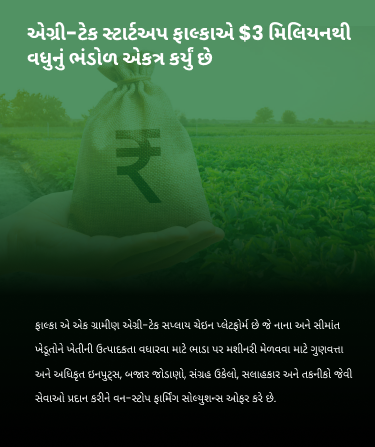 એગ્રી-ટેક સ્ટાર્ટઅપ ફાલ્કાએ $3 મિલિયનથી
વધુનું ભંડોળ એકત્ર કર્યું છે
₹
ફાલ્કા એ એક ગ્રામીણ એગ્રી-ટેક સપ્લાય ચેઇન પ્લેટફોર્મ છે જે નાના અને સીમાંત
ખેડૂતોને ખેતીની ઉત્પાદકતા વધારવા માટે ભાડા પર મશીનરી મેળવવા માટે ગુણવત્તા
અને અધિકૃત ઇનપુટ્સ, બજાર જોડાણો, સંગ્રહ ઉકેલો, સલાહકાર અને તકનીકો જેવી
સેવાઓ પ્રદાન કરીને વન-સ્ટોપ ફાર્મિંગ સોલ્યુશન્સ ઓફર કરે છે.